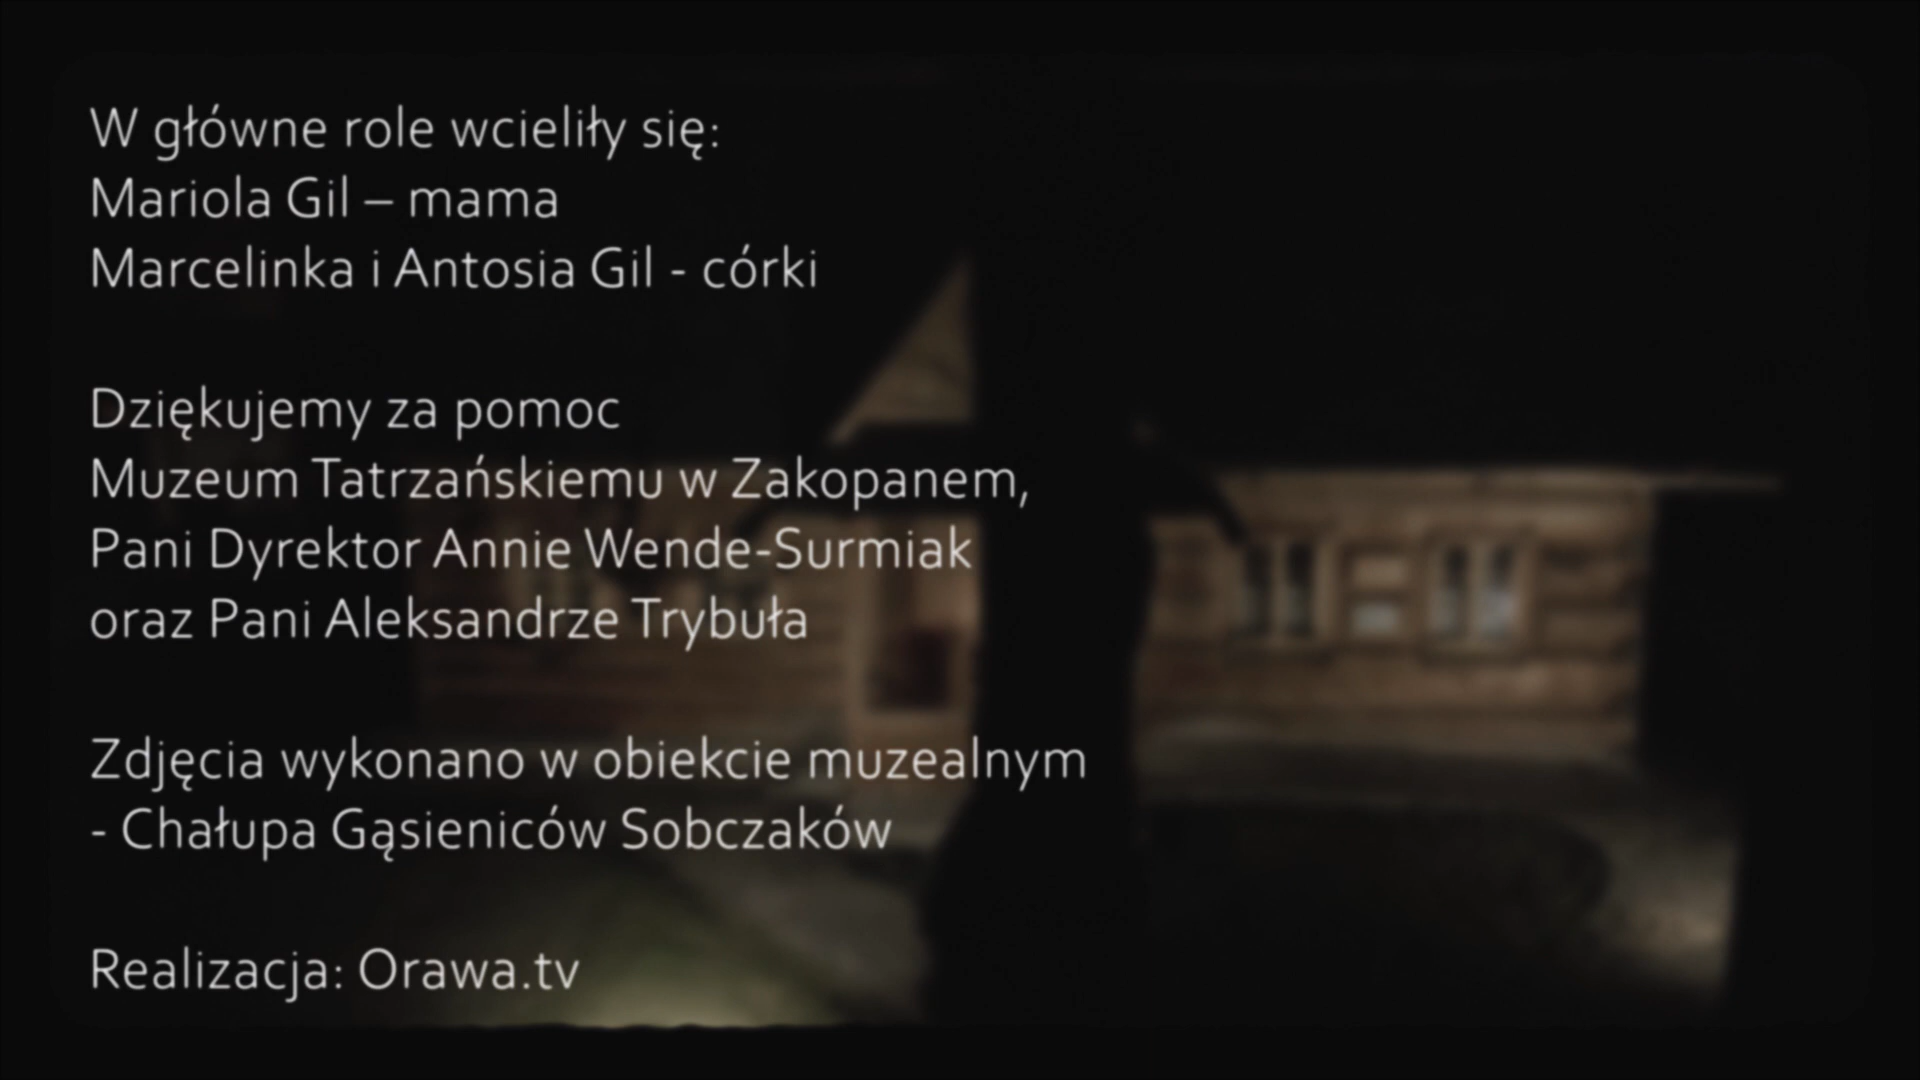 W główne role wcieliły się:
Mariola Gil – mama
Marcelinka i Antosia Gil - córki
Dziękujemy za pomoc
Muzeum Tatrzańskiemu w Zakopanem,
Pani Dyrektor Annie Wende-Surmiak
oraz Pani Aleksandrze Trybuła
Zdjęcia wykonano w obiekcie muzealnym
- Chałupa Gąsieniców Sobczaków
Realizacja: Orawa.tv